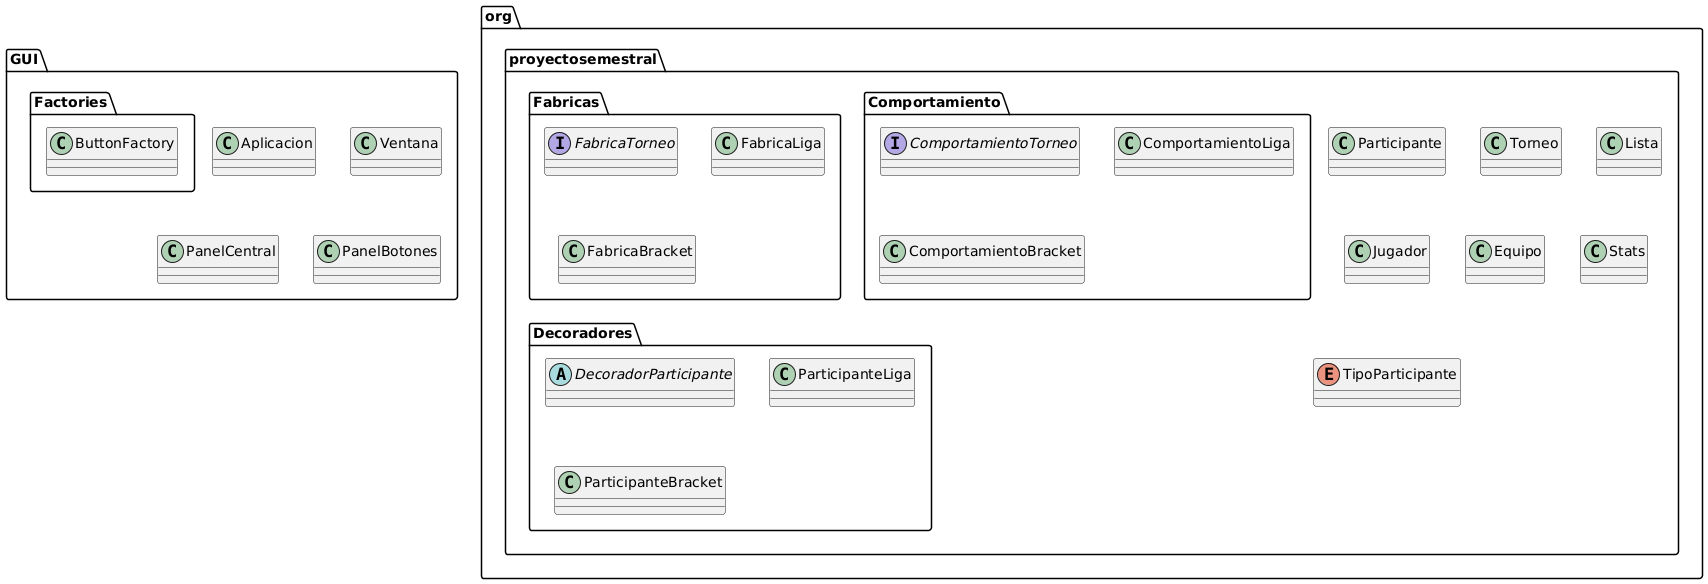 GUI
Factories
C ButtonFactory
C Aplicacion
C Ventana
C PanelCentral
C PanelBotones
org
proyectosemestral
Fabricas
I FabricaTorneo
C FabricaLiga
C FabricaBracket
Comportamiento
I ComportamientoTorneo
C ComportamientoLiga
C ComportamientoBracket
C Participante
C Torneo
C Lista
C Jugador
C Equipo
C Stats
Decoradores
A DecoradorParticipante
C ParticipanteLiga
C ParticipanteBracket
E TipoParticipante